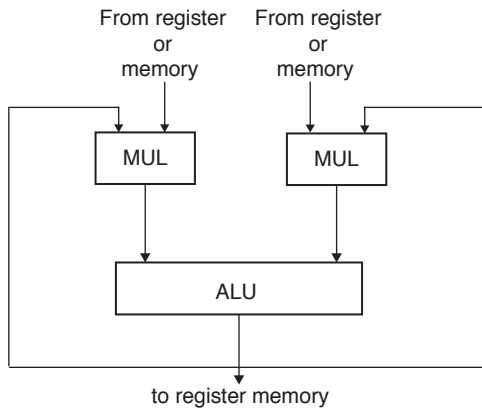 From register
or
memory
From register
or
memory
MUL
MUL
ALU
to register memory